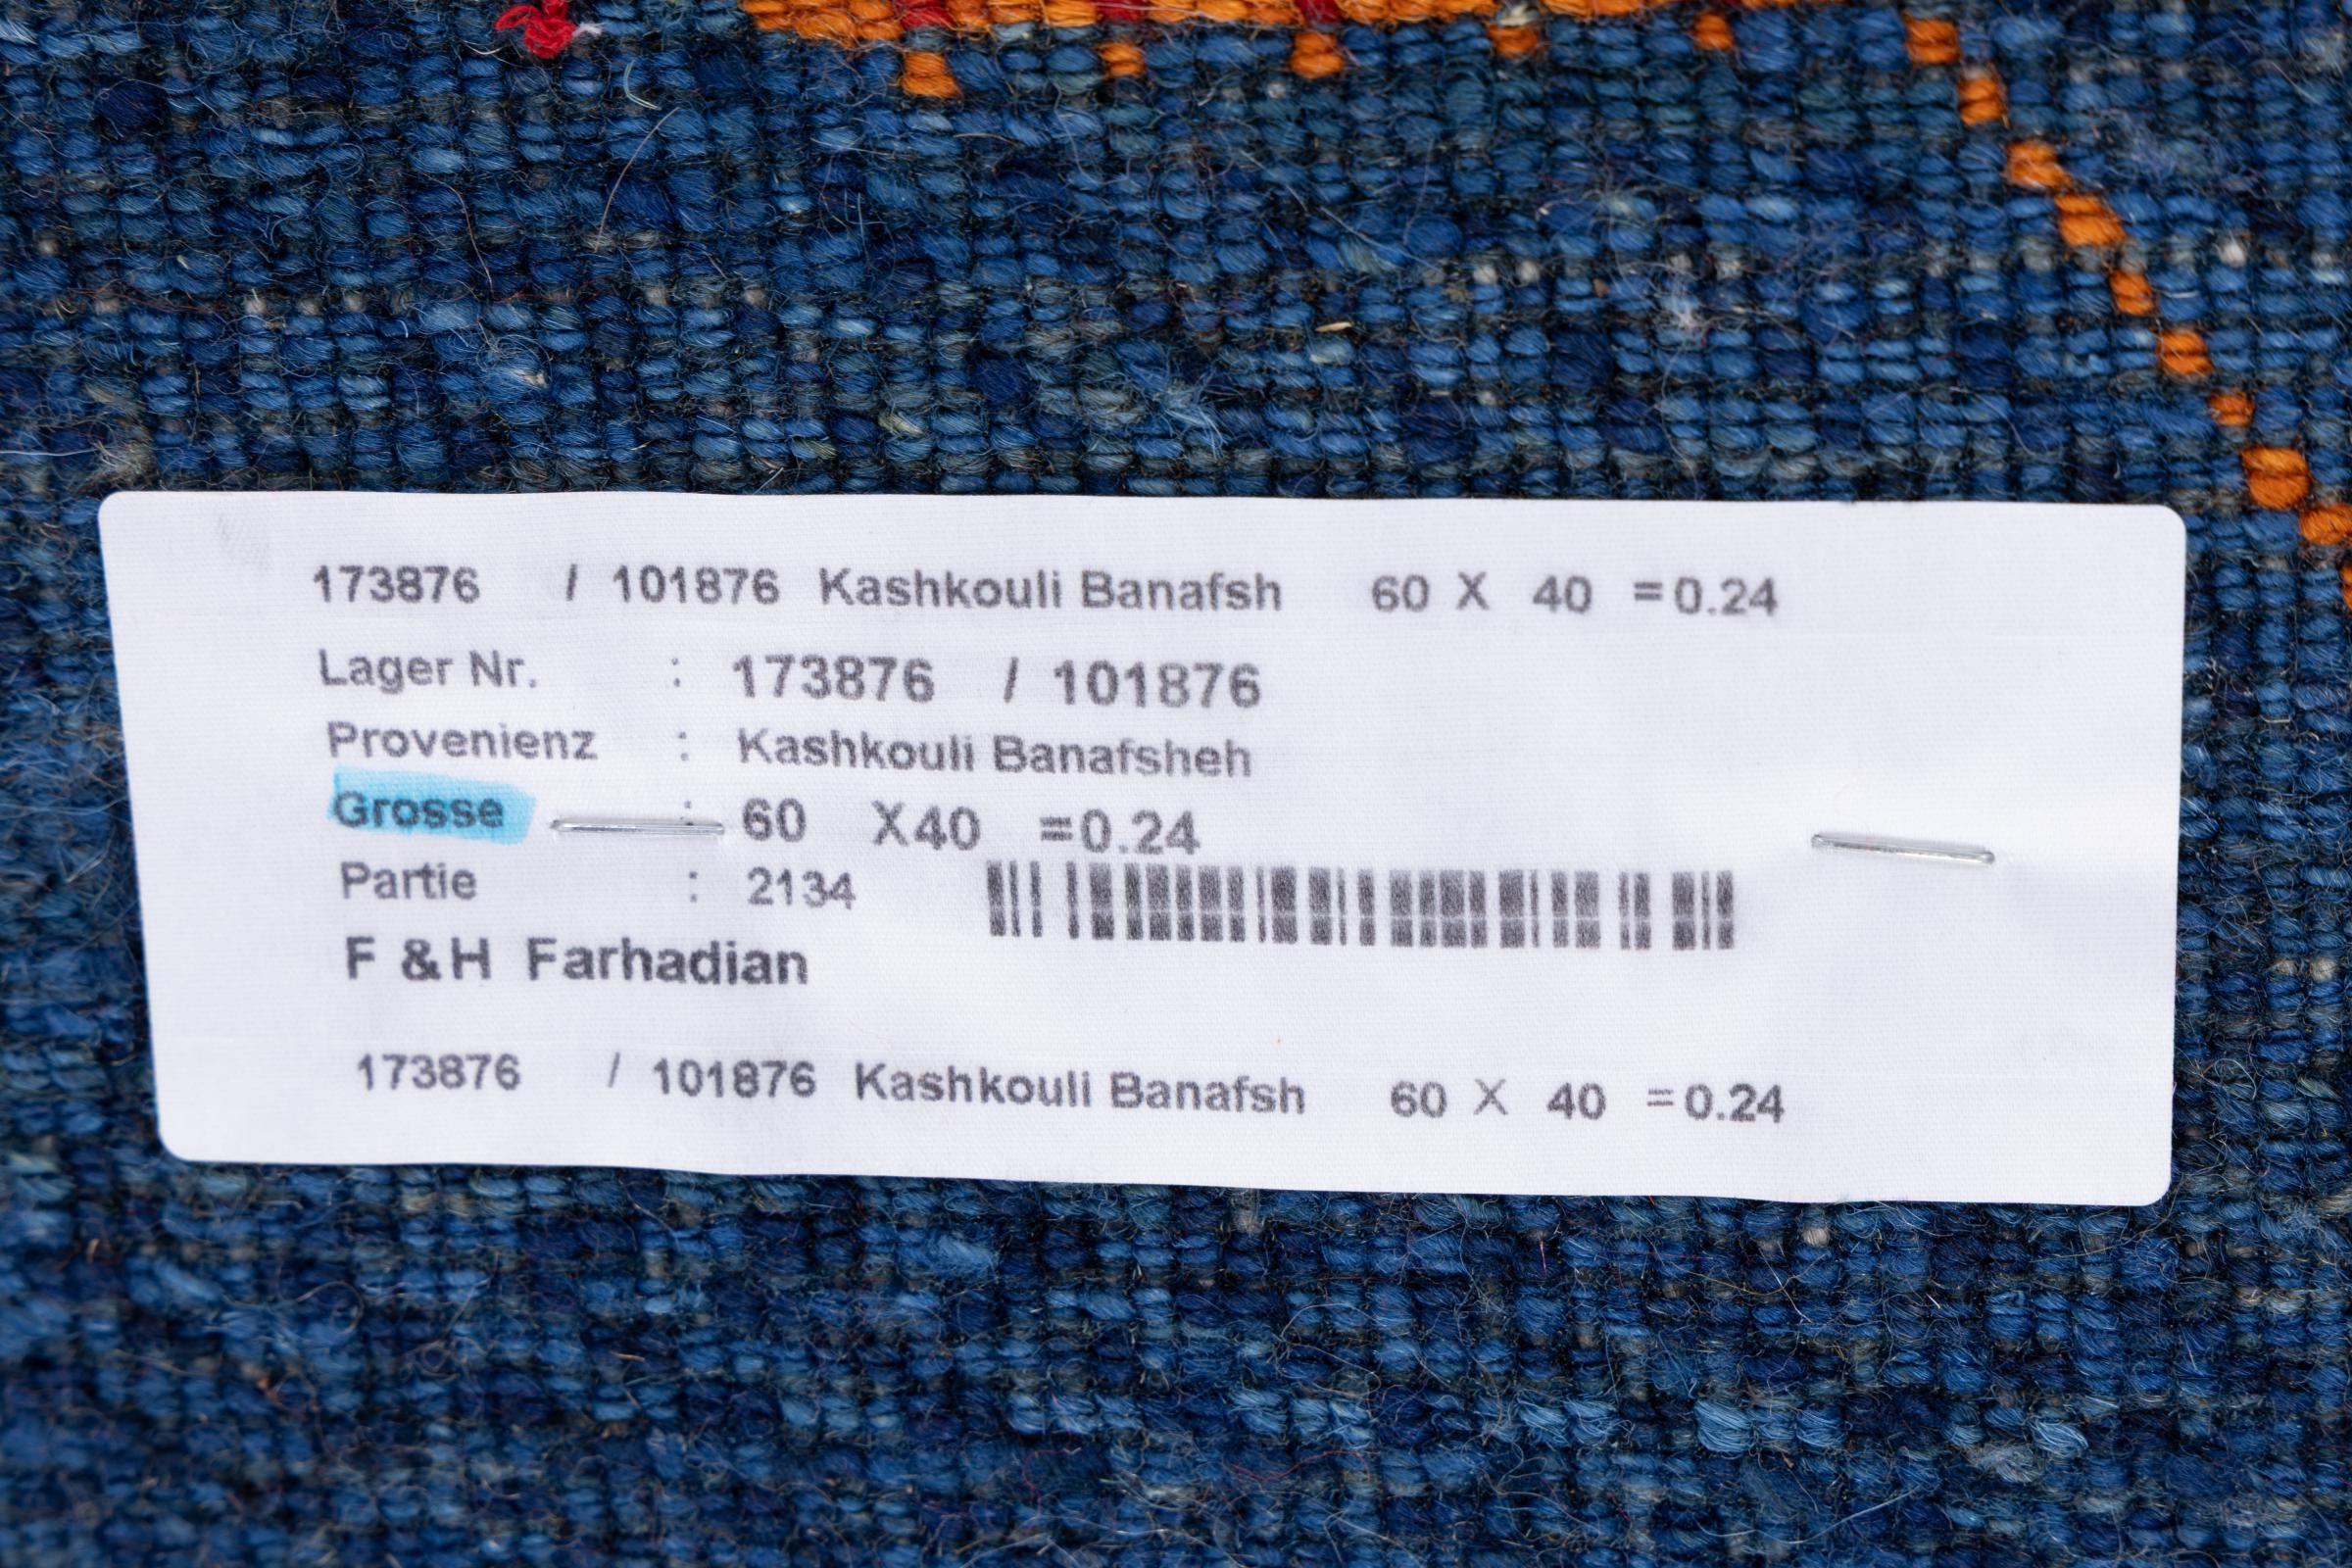 173876 / 101876 Kashkouli Banafsh 60 X 40 =0.24
Lager Nr. : 173876 / 101876
Provenienz : Kashkouli Banafsheh
Grosse : 60 X40 =0.24
Partie : 2134
F &H Farhadian
173876 / 101876 Kashkouli Banafsh 60 X 40 =0.24